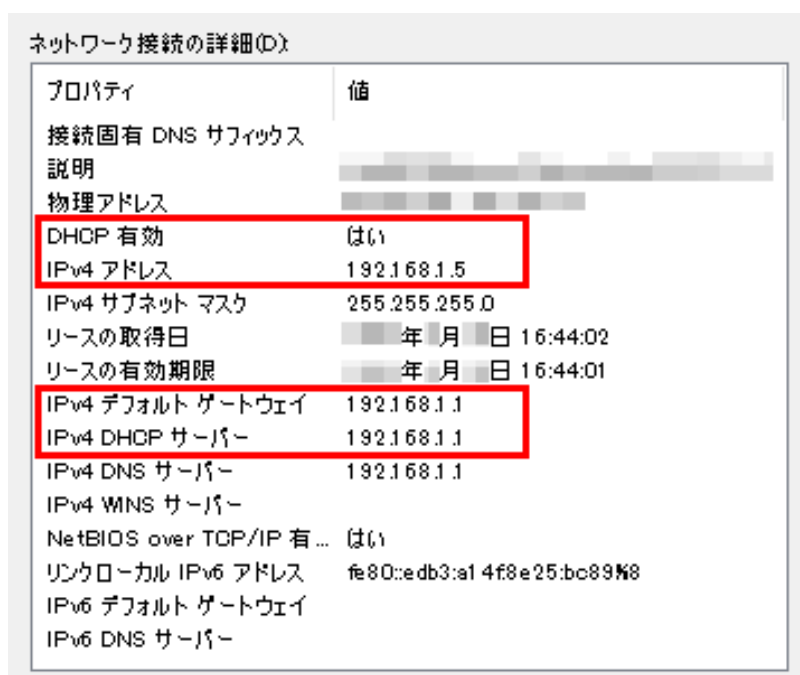 ネットワーク接続の詳細(D):
プロパティ 値
接続固有 DNS サフィックス
説明
物理アドレス
DHCP 有効 はい
IPv4 アドレス 192.168.1.5
IPv4 サブネット マスク 255.255.255.0
リースの取得日 年 月 日 16:44:02
リースの有効期限 年 月 日 16:44:01
IPv4 デフォルト ゲートウェイ 192.168.1.1
IPv4 DHCP サーバー 192.168.1.1
IPv4 DNS サーバー 192.168.1.1
IPv4 WINS サーバー
NetBIOS over TCP/IP 有... はい
リンクローカル IPv6 アドレス fe80::edb3:a14f:8e25:bc89%8
IPv6 デフォルト ゲートウェイ
IPv6 DNS サーバー